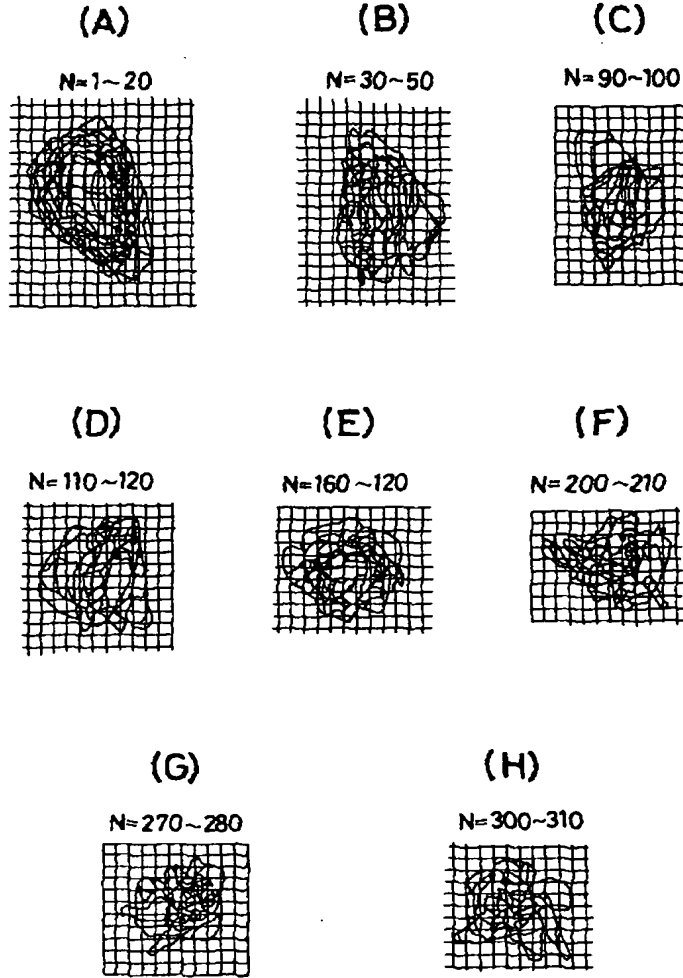 (A)
(B)
(C)
N=1~20
N=30~50
N=90~100
(D)
(E)
(F)
N=110~120
N=160~120
N=200~210
(G)
(H)
N=270~280
N=300~310